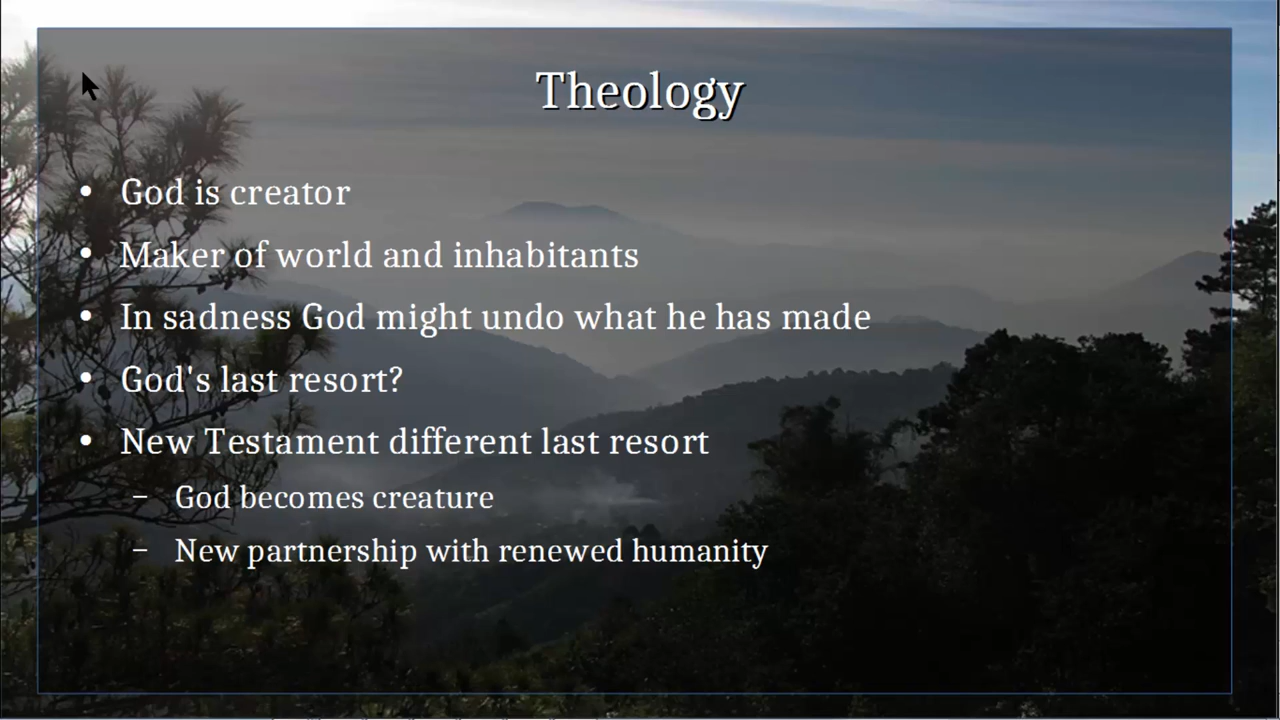 Theology
• God is creator
• Maker of world and inhabitants
• In sadness God might undo what he has made
• God's last resort?
• New Testament different last resort
– God becomes creature
– New partnership with renewed humanity